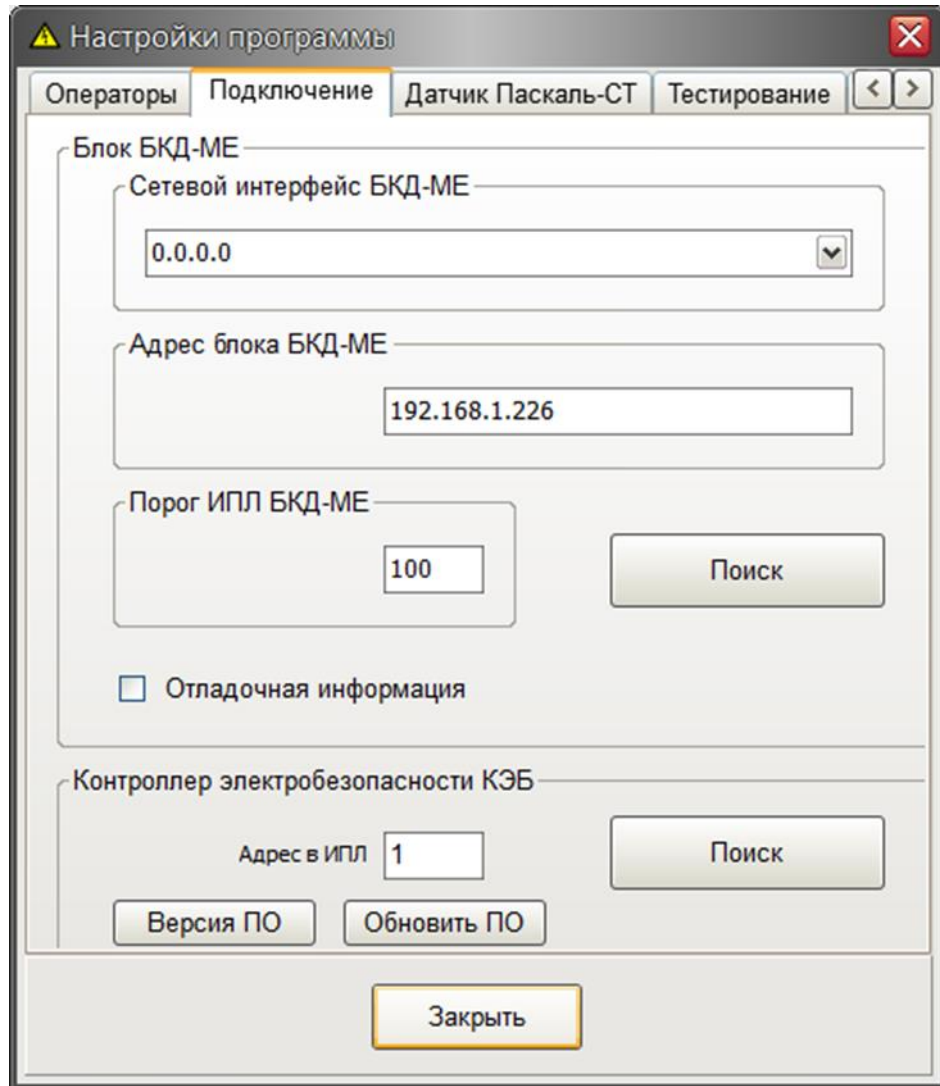 Настройки программы
Операторы Подключение Датчик Паскаль-СТ Тестирование
Блок БКД-МЕ
Сетевой интерфейс БКД-МЕ
0.0.0.0
Адрес блока БКД-МЕ
192.168.1.226
Порог ИПЛ БКД-МЕ
100 Поиск
Отладочная информация
Контроллер электробезопасности КЭБ
Адрес в ИПЛ 1 Поиск
Версия ПО Обновить ПО
Закрыть